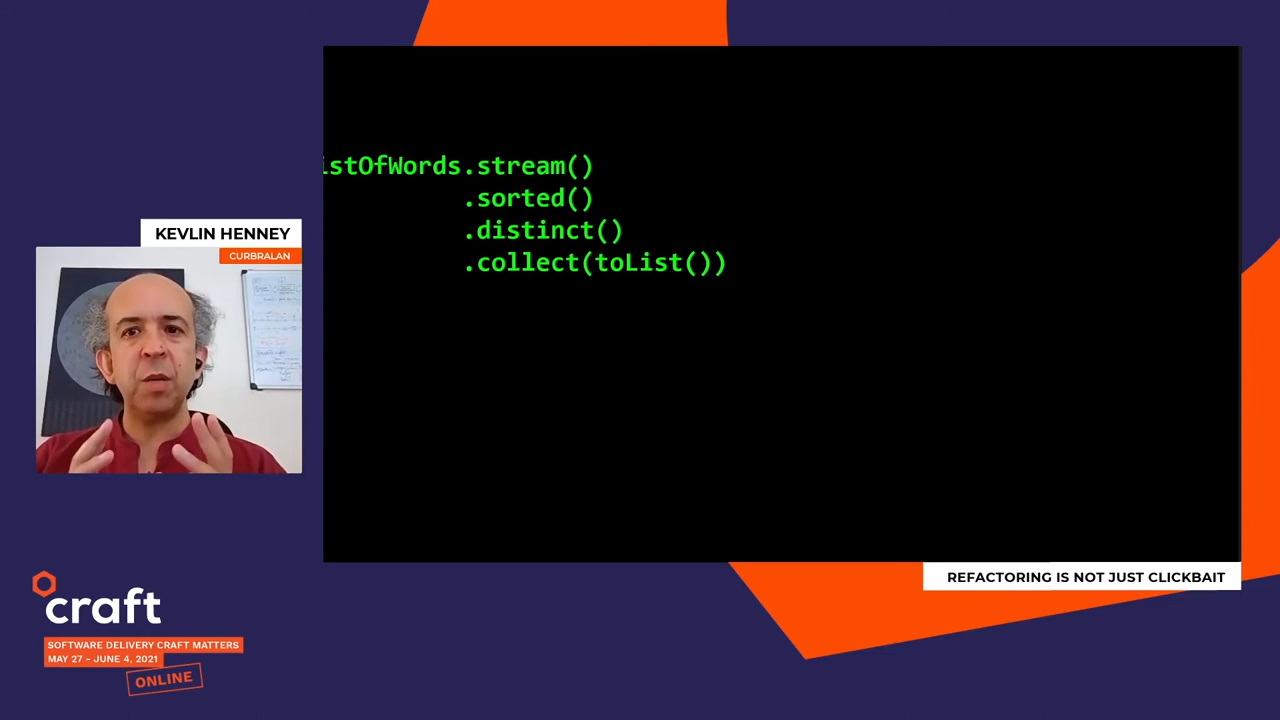 istOfWords.stream()
.sorted()
.distinct()
.collect(toList())
KEVLIN HENNEY
CURBRALAN
REFACTORING IS NOT JUST CLICKBAIT
craft
SOFTWARE DELIVERY CRAFT MATTERS
MAY 27 - JUNE 4, 2021
ONLINE